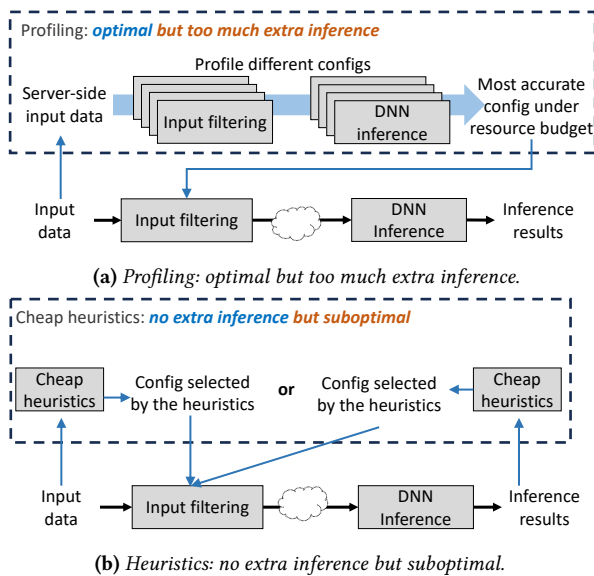 Profiling: optimal but too much extra inference
Profile different configs
Server-side
input data
Input filtering
DNN
inference
Most accurate
config under
resource budget
Input
data
Input filtering
DNN
Inference
Inference
results
(a) Profiling: optimal but too much extra inference.
Cheap heuristics: no extra inference but suboptimal
Cheap
heuristics
Config selected
by the heuristics
or
Config selected
by the heuristics
Cheap
heuristics
Input
data
Input filtering
DNN
Inference
Inference
results
(b) Heuristics: no extra inference but suboptimal.